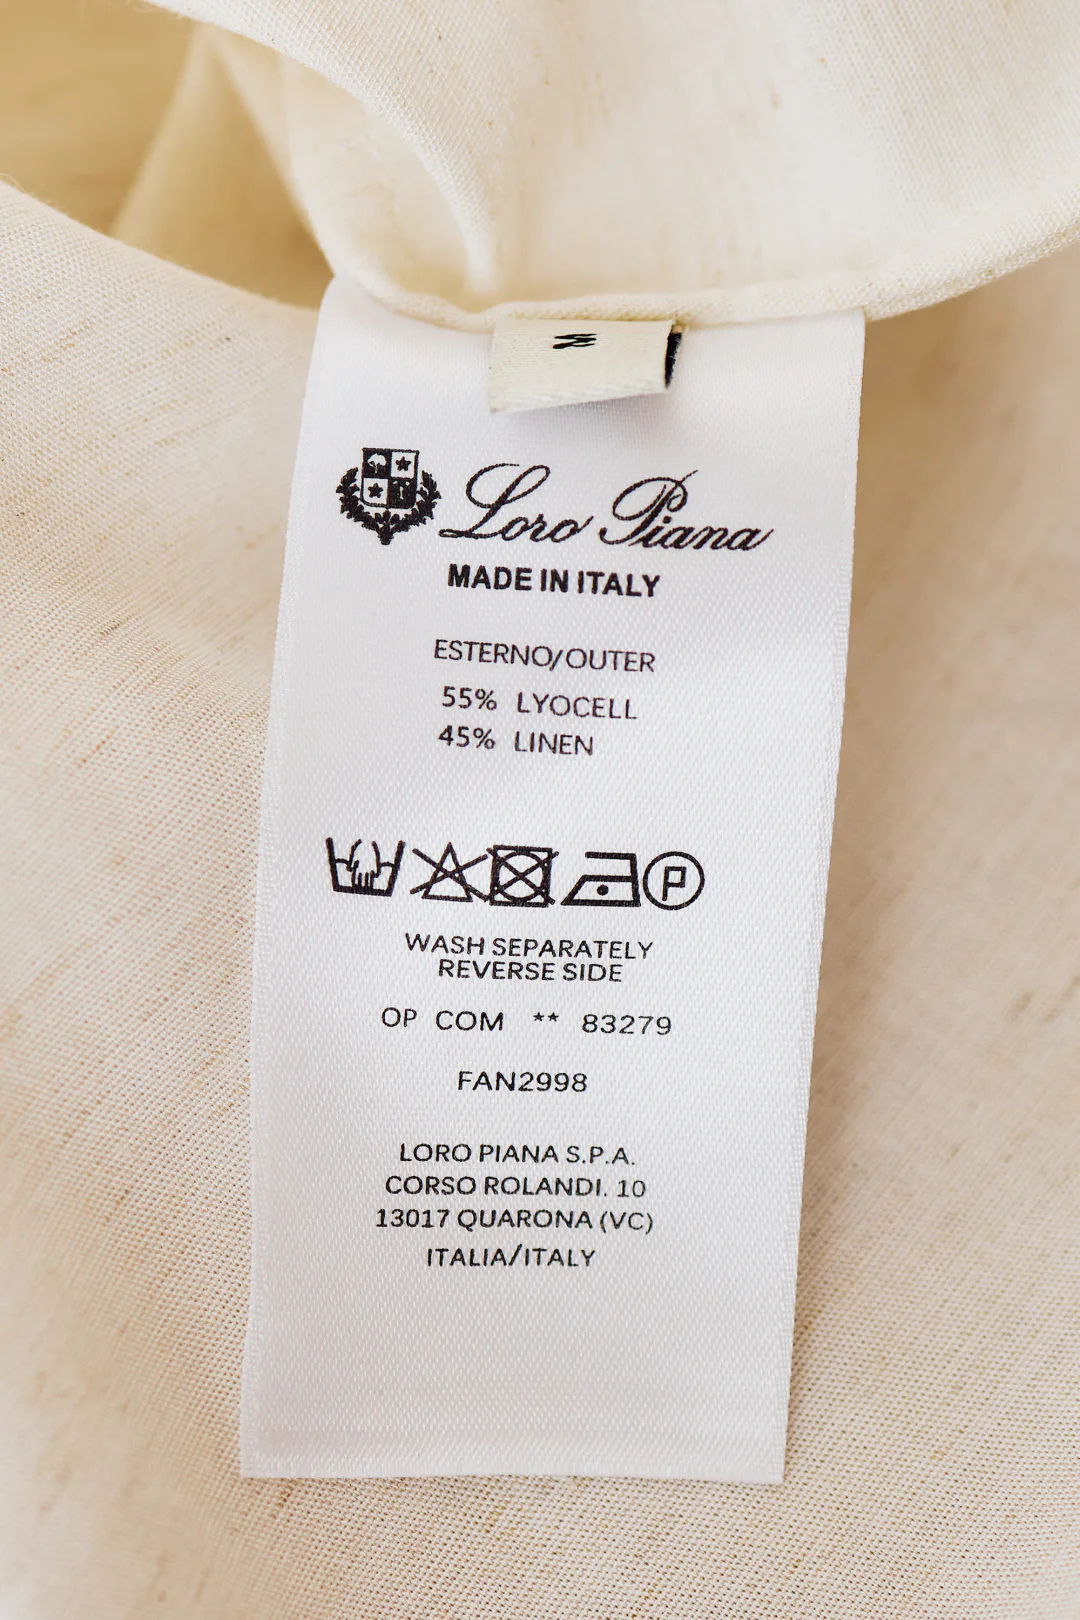 M
Loro Piana
MADE IN ITALY
ESTERNO/OUTER
55% LYOCELL
45% LINEN
P
WASH SEPARATELY
REVERSE SIDE
OP COM ** 83279
FAN2998
LORO PIANA S.P.A.
CORSO ROLANDI. 10
13017 QUARONA (VC)
ITALIA/ITALY